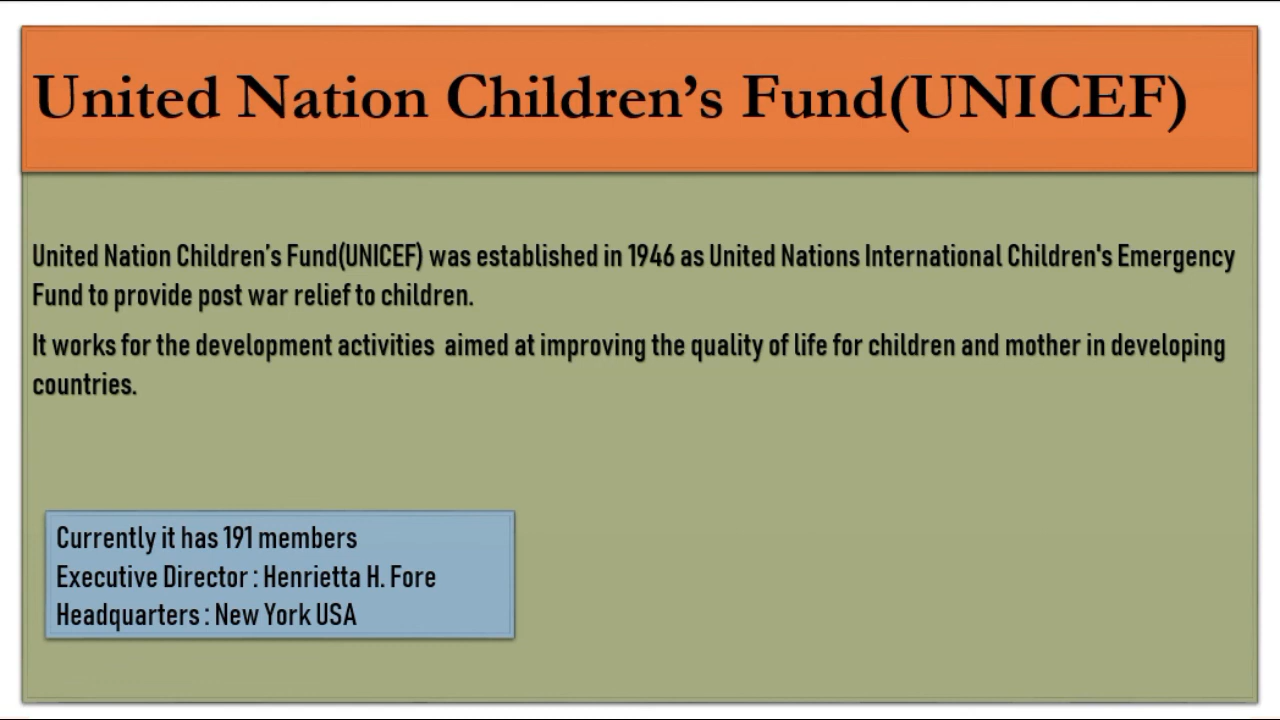 United Nation Children’s Fund(UNICEF)
United Nation Children’s Fund(UNICEF) was established in 1946 as United Nations International Children's Emergency
Fund to provide post war relief to children.
It works for the development activities  aimed at improving the quality of life for children and mother in developing
countries.
Currently it has 191 members
Executive Director : Henrietta H. Fore
Headquarters : New York USA